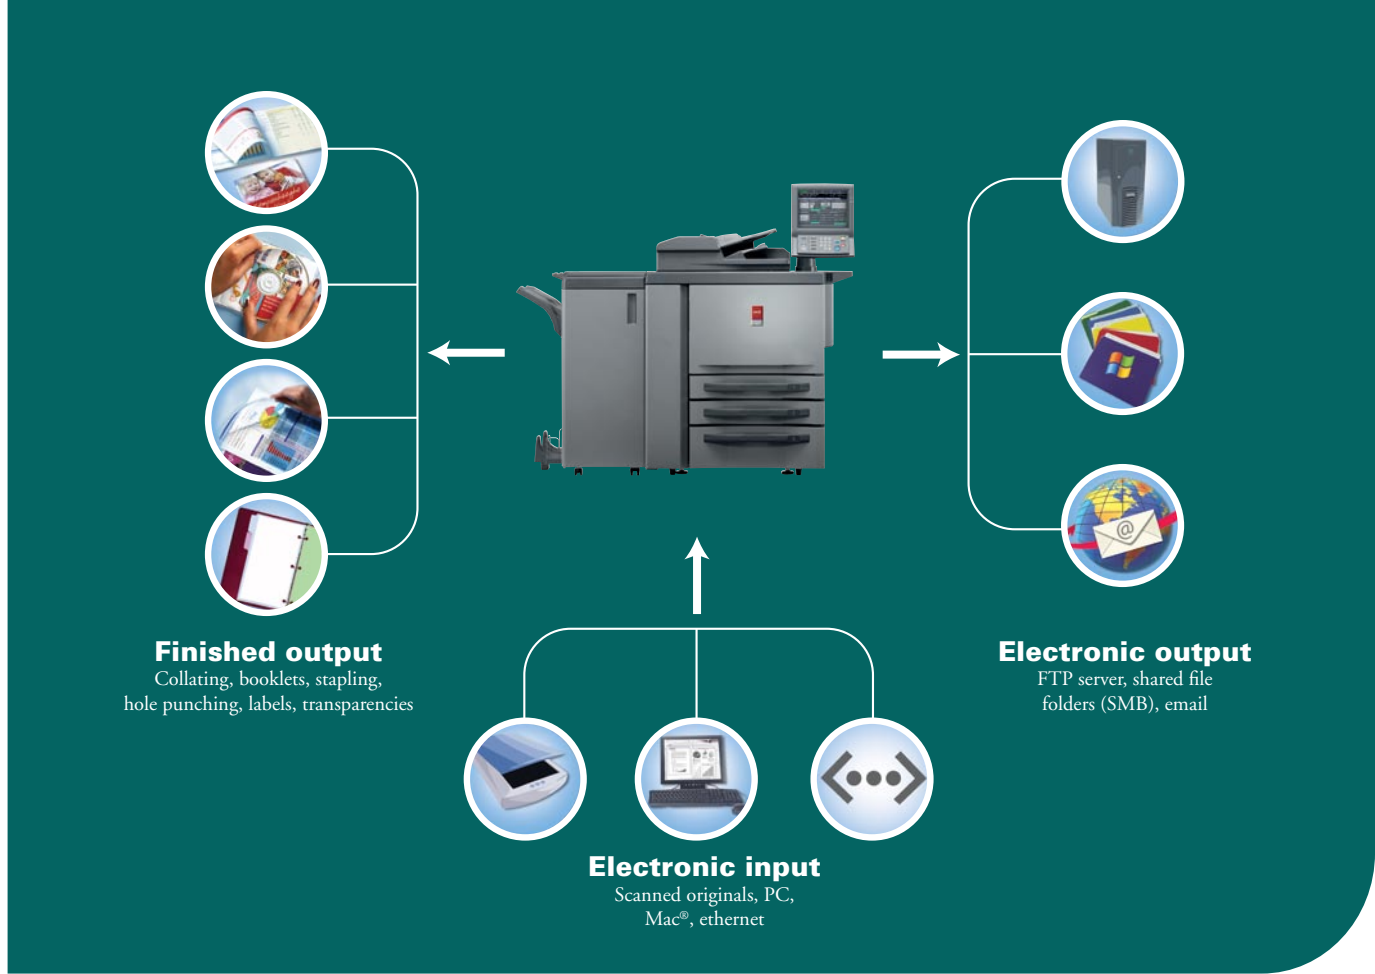 Finished output
Collating, booklets, stapling,
hole punching, labels, transparencies
Electronic output
FTP server, shared file
folders (SMB), email
@
Electronic input
Scanned originals, PC,
Mac®, ethernet